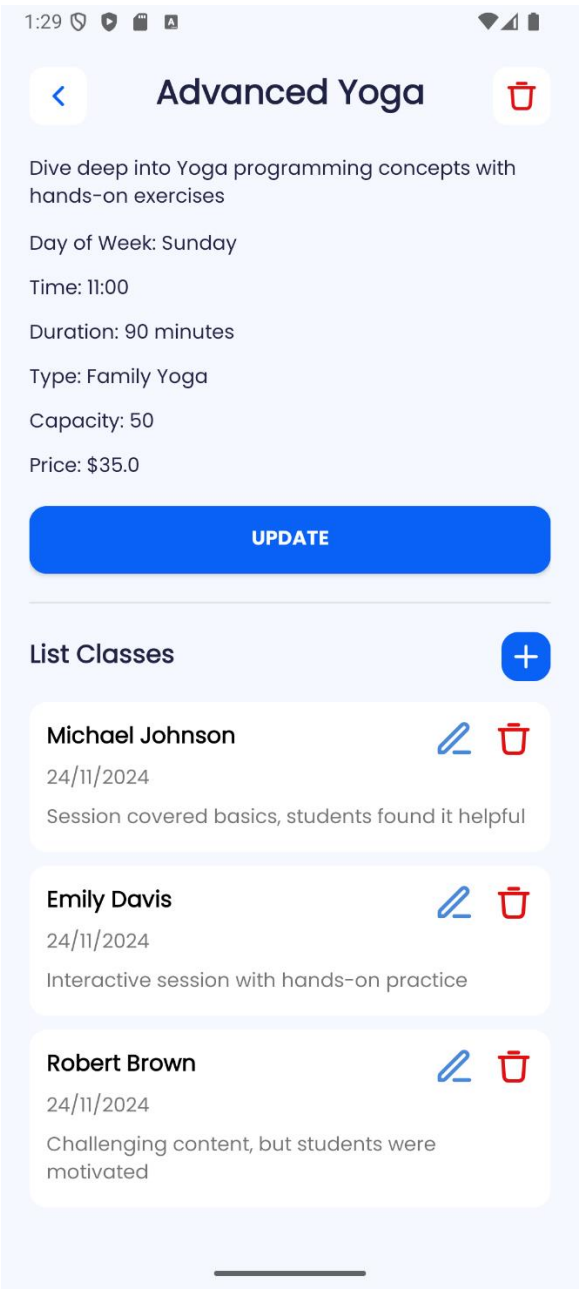 1:29
Advanced Yoga
Dive deep into Yoga programming concepts with
hands-on exercises
Day of Week: Sunday
Time: 11:00
Duration: 90 minutes
Type: Family Yoga
Capacity: 50
Price: $35.0
UPDATE
List Classes
Michael Johnson
24/11/2024
Session covered basics, students found it helpful
Emily Davis
24/11/2024
Interactive session with hands-on practice
Robert Brown
24/11/2024
Challenging content, but students were
motivated